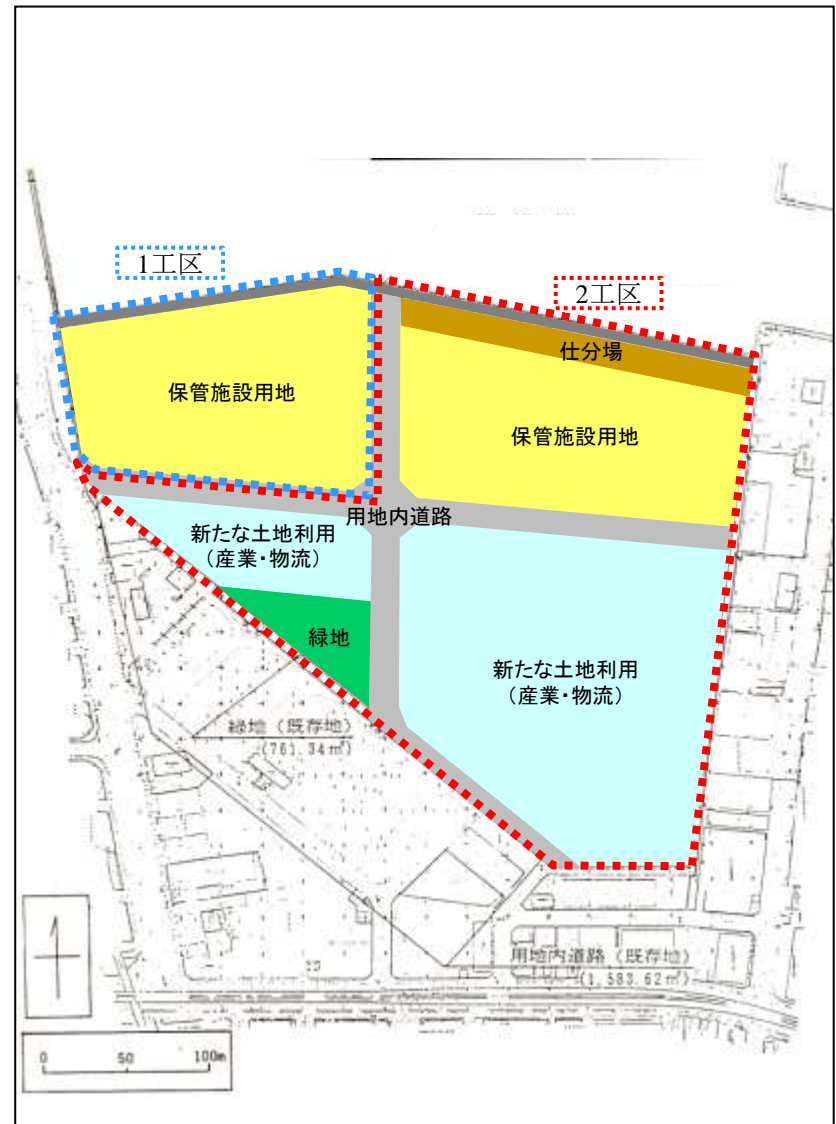 1工区
2工区
仕分場
保管施設用地
保管施設用地
用地内道路
新たな土地利用
(産業・物流)
緑地
新たな土地利用
(産業・物流)
緑地(既存地)
(761.34㎡)
用地内道路(既存地)
(1,583.62㎡)
0 50 100m